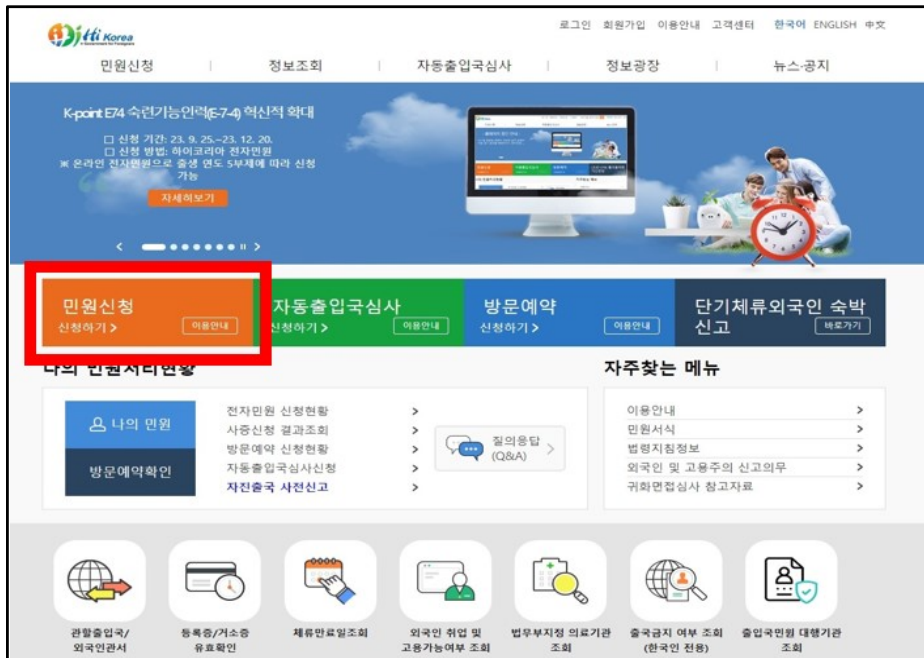 로그인 회원가입 이용안내 고객센터 한국어 ENGLISH 中文
Hi Korea
e-Government for Foreigners
민원신청 정보조회 자동출입국심사 정보광장 뉴스·공지
K-point E74 숙련기능인력(E-7-4) 혁신적 확대
□ 신청 기간: 23. 9. 25.~23. 12. 20.
□ 신청 방법: 하이코리아 전자민원
※ 온라인 전자민원으로 출생 연도 5부제에 따라 신청
가능
자세히보기
민원신청
신청하기 >
이용안내
자동출입국심사
신청하기 >
이용안내
방문예약
신청하기 >
이용안내
단기체류외국인 숙박
신고
바로가기
나의 민원처리현황
나의 민원
방문예약확인
전자민원 신청현황 >
사증신청 결과조회 >
방문예약 신청현황 >
자동출입국심사신청 >
자진출국 사전신고 >
질의응답
(Q&A) >
자주찾는 메뉴
이용안내 >
민원서식 >
법령지침정보 >
외국인 및 고용주의 신고의무 >
귀화면접심사 참고자료 >
관할출입국/
외국인관서
등록증/거소증
유효확인
체류만료일조회
외국인 취업 및
고용가능여부 조회
법무부지정 의료기관
조회
출국금지 여부 조회
(한국인 전용)
출입국민원 대행기관
조회